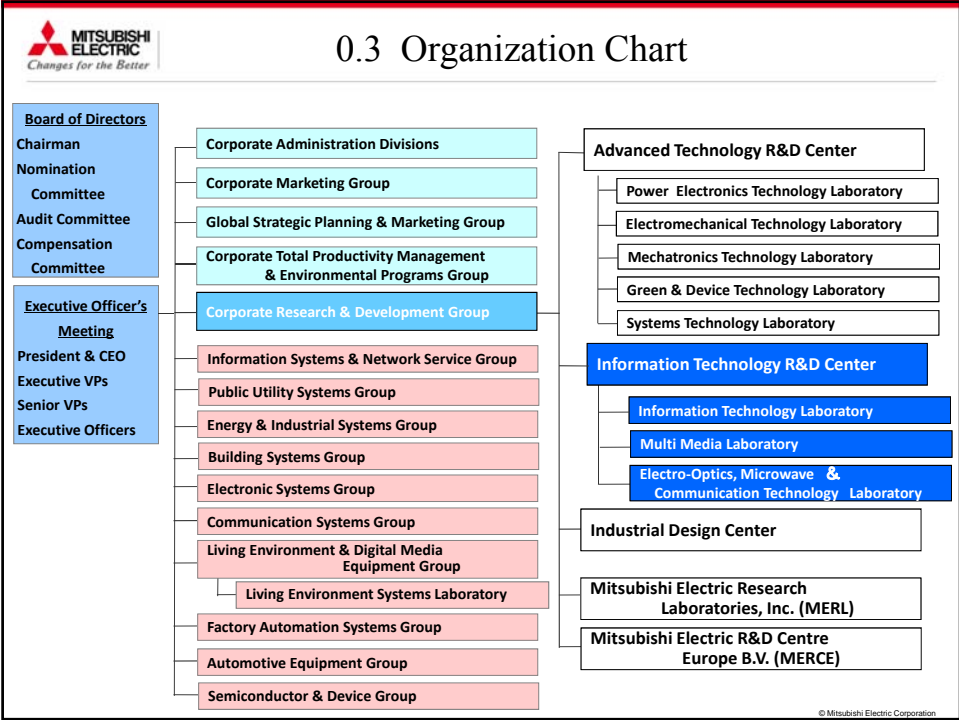 MITSUBISHI
ELECTRIC
Changes for the Better
0.3 Organization Chart
Board of Directors
Chairman
Nomination
Committee
Audit Committee
Compensation
Committee
Executive Officer's
Meeting
President & CEO
Executive VPs
Senior VPs
Executive Officers
Corporate Administration Divisions
Corporate Marketing Group
Global Strategic Planning & Marketing Group
Corporate Total Productivity Management
& Environmental Programs Group
Corporate Research & Development Group
Information Systems & Network Service Group
Public Utility Systems Group
Energy & Industrial Systems Group
Building Systems Group
Electronic Systems Group
Communication Systems Group
Living Environment & Digital Media
Equipment Group
Living Environment Systems Laboratory
Factory Automation Systems Group
Automotive Equipment Group
Semiconductor & Device Group
Advanced Technology R&D Center
Power Electronics Technology Laboratory
Electromechanical Technology Laboratory
Mechatronics Technology Laboratory
Green & Device Technology Laboratory
Systems Technology Laboratory
Information Technology R&D Center
Information Technology Laboratory
Multi Media Laboratory
Electro-Optics, Microwave &
Communication Technology Laboratory
Industrial Design Center
Mitsubishi Electric Research
Laboratories, Inc. (MERL)
Mitsubishi Electric R&D Centre
Europe B.V. (MERCE)
© Mitsubishi Electric Corporation